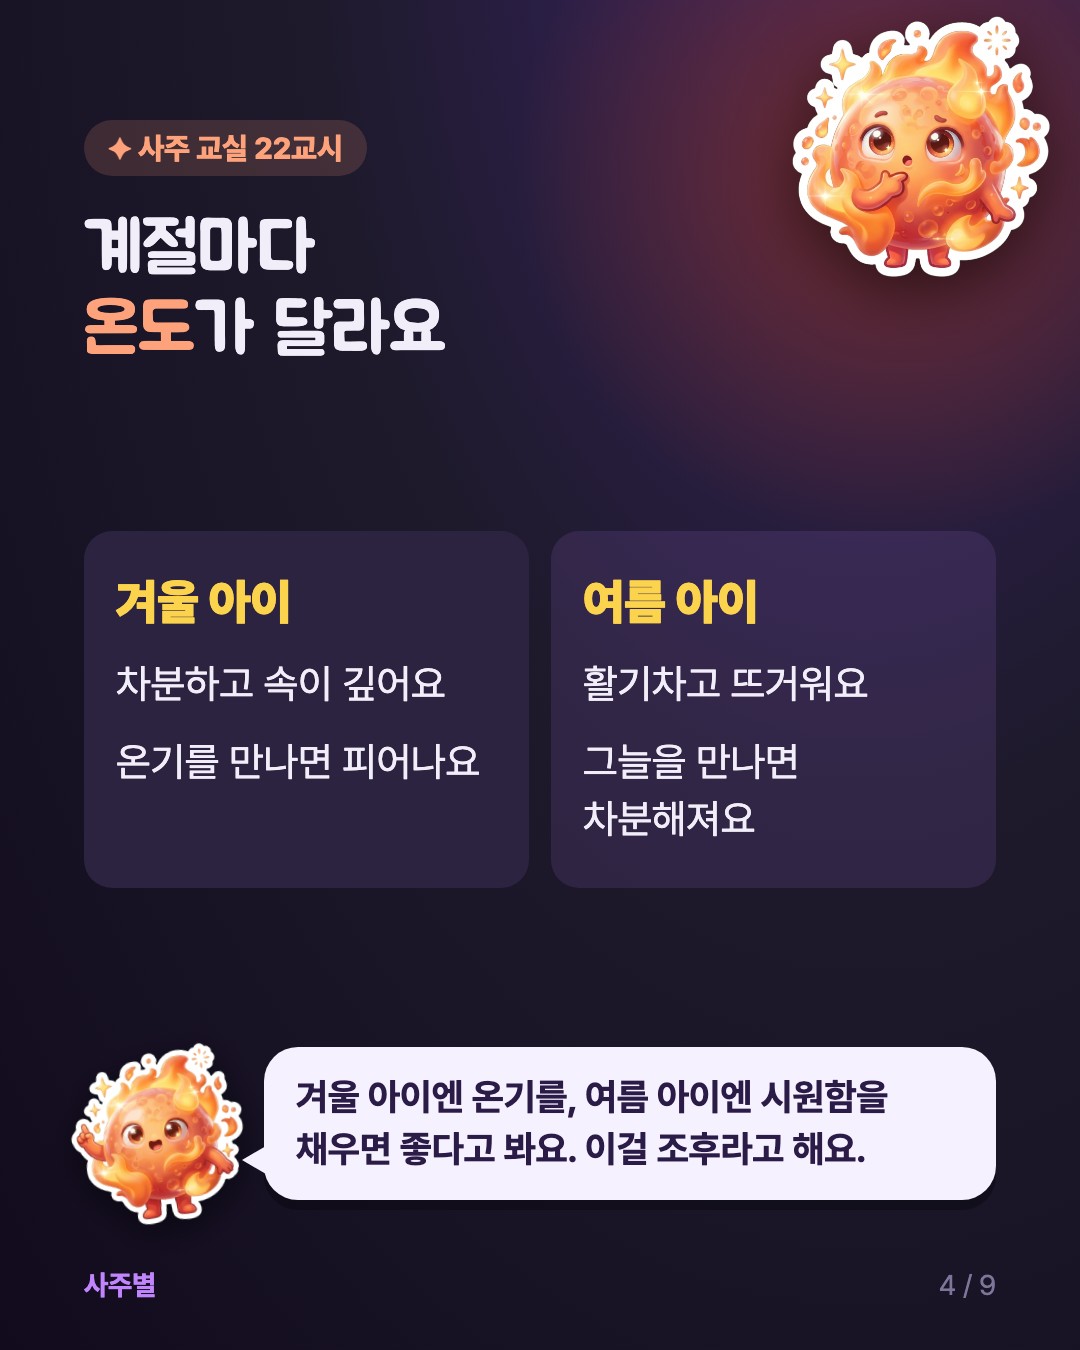 사주 교실 22교시
계절마다
온도가 달라요
겨울 아이
차분하고 속이 깊어요
온기를 만나면 피어나요
여름 아이
활기차고 뜨거워요
그늘을 만나면
차분해져요
겨울 아이엔 온기를, 여름 아이엔 시원함을
채우면 좋다고 봐요. 이걸 조후라고 해요.
사주별
4 / 9